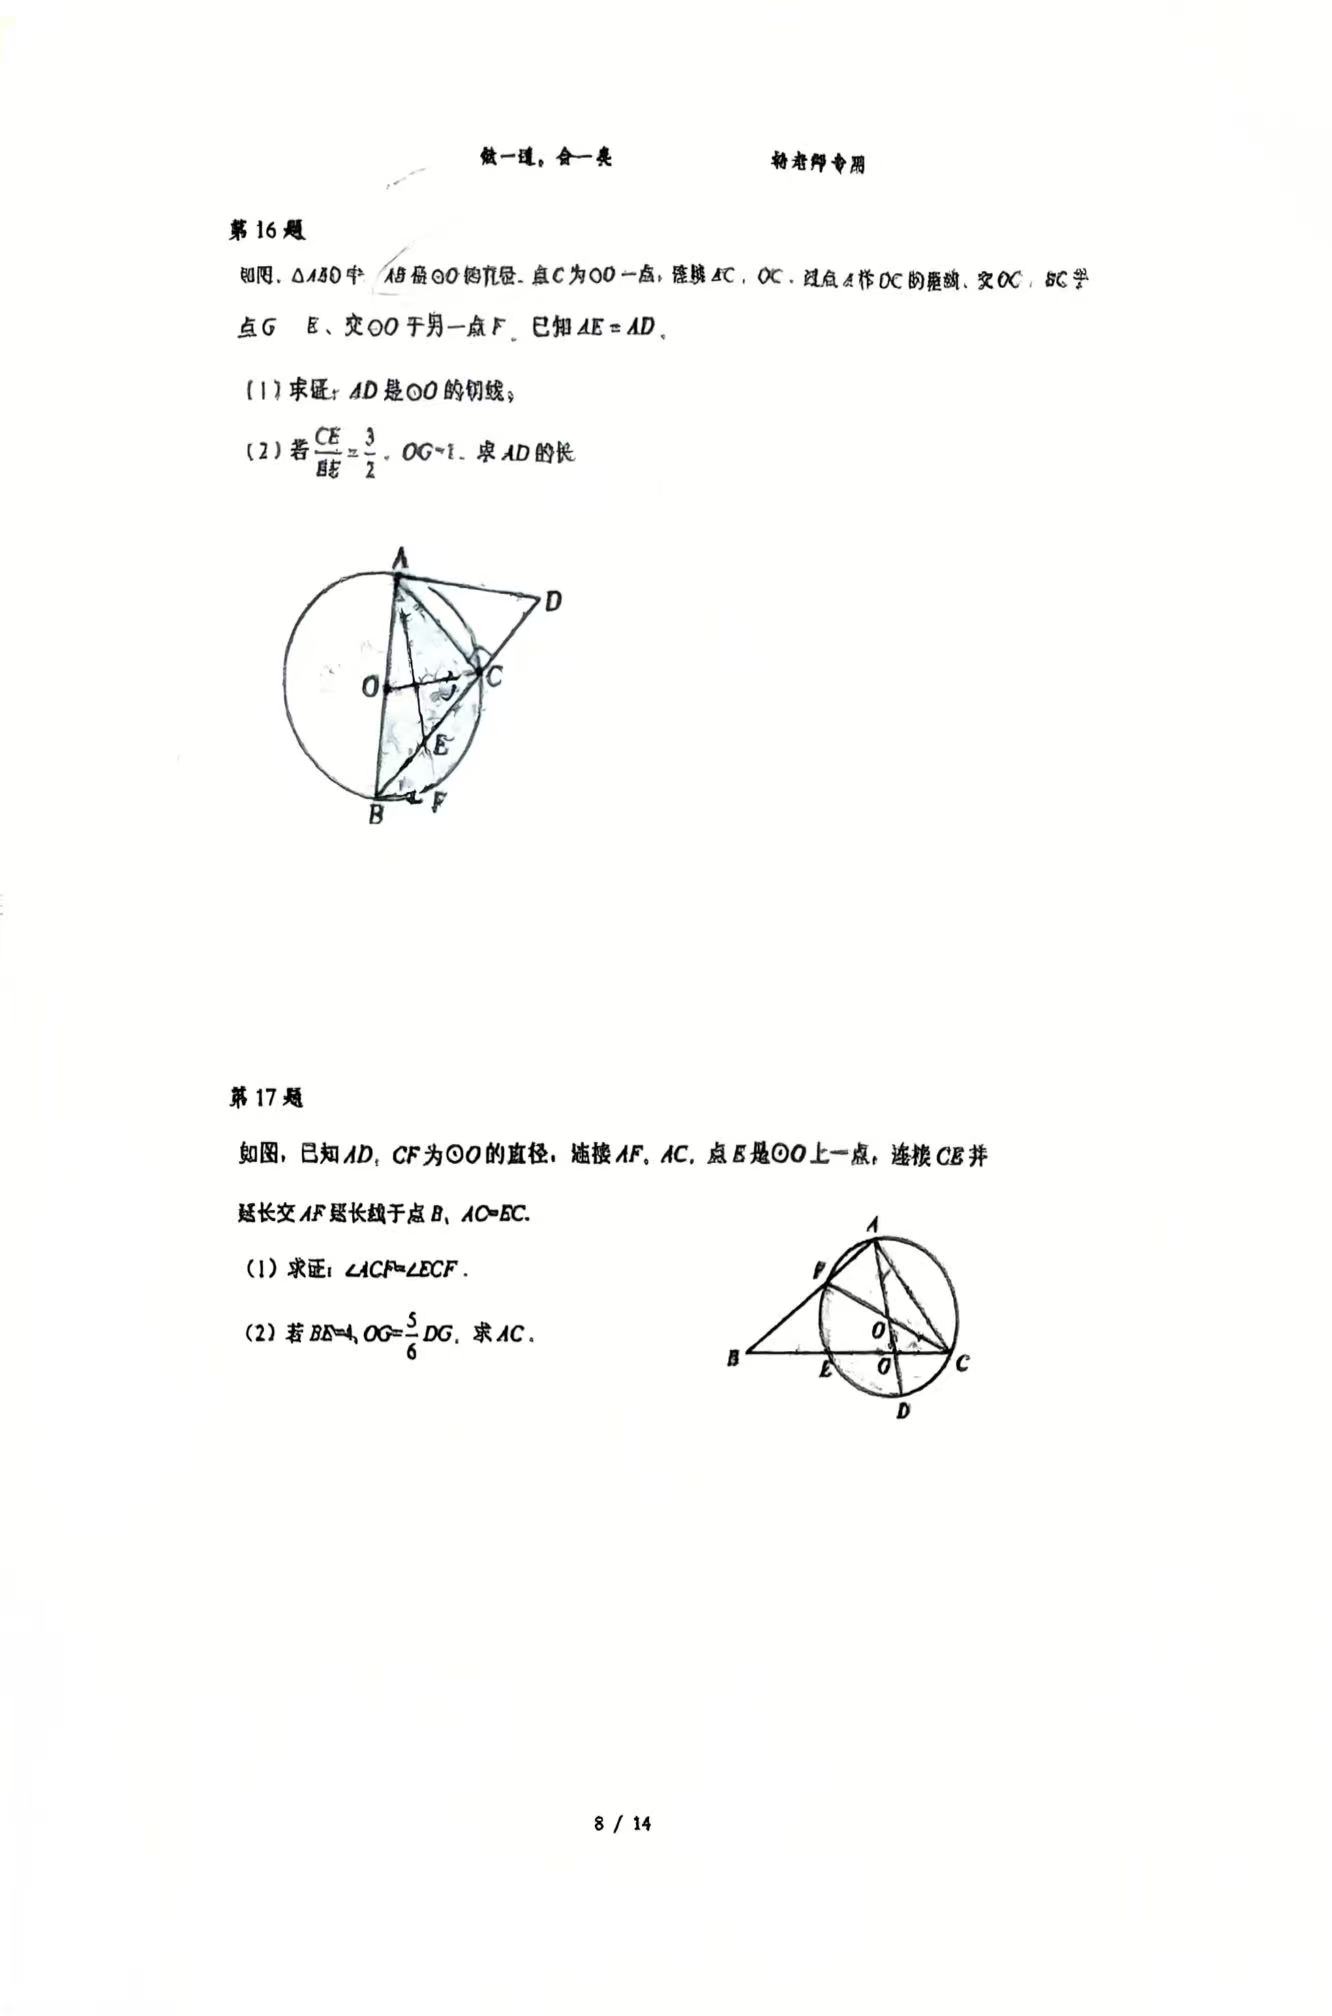 做一道，会一类 杨老师专用
第16题
如图，△ABD中 AB是⊙O的直径，点C为⊙O一点，连接AC，OC，过点A作OC的垂线，交OC，BC于
点G E、交⊙O于另一点F。已知AE=AD。
(1)求证：AD是⊙O的切线；
(2)若CE/BE=3/2，OG=1，求AD的长
A
D
O
C
E
B
F
第17题
如图，已知AD，CF为⊙O的直径，连接AF，AC，点E是⊙O上一点，连接CE并
延长交AF延长线于点B，AC=EC.
(1)求证：∠ACF=∠ECF.
(2)若BE=4，OG=5/6DG，求AC.
A
F
O
B
E
G
C
D
8 / 14